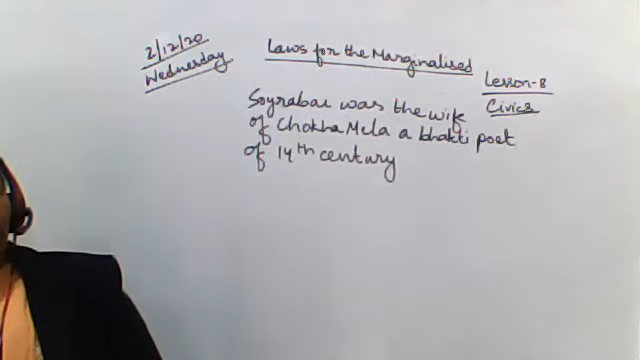 2/12/20
Wednesday
Laws for the Marginalised
Lesson-8
Civics
Soyrabai was the wife
of Chokha Mela a bhakti poet
of 14th century